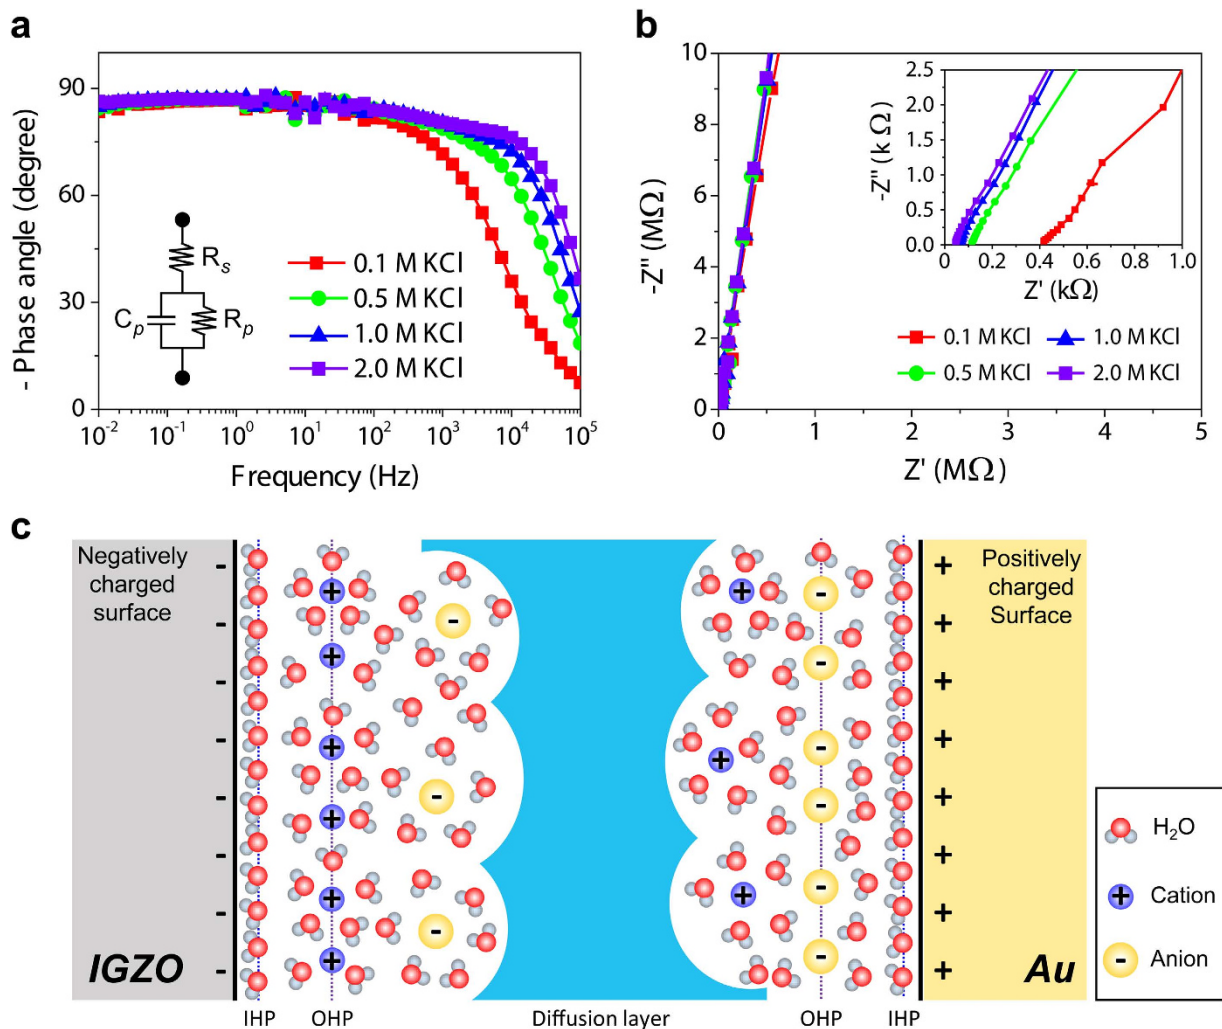 a
- Phase angle (degree)
90
60
30
0
10-2
10-1
100
101
102
103
104
105
Frequency (Hz)
Rs
Cp
Rp
0.1 M KCl
0.5 M KCl
1.0 M KCl
2.0 M KCl
b
-Z'' (MΩ)
10
8
6
4
2
0
0
1
2
3
4
5
Z' (MΩ)
-Z'' (k Ω)
2.5
2.0
1.5
1.0
0.5
0.0
0.0
0.2
0.4
0.6
0.8
1.0
Z' (kΩ)
0.1 M KCl
1.0 M KCl
0.5 M KCl
2.0 M KCl
c
Negatively
charged
surface
IGZO
Positively
charged
Surface
Au
IHP
OHP
Diffusion layer
OHP
IHP
H2O
Cation
Anion